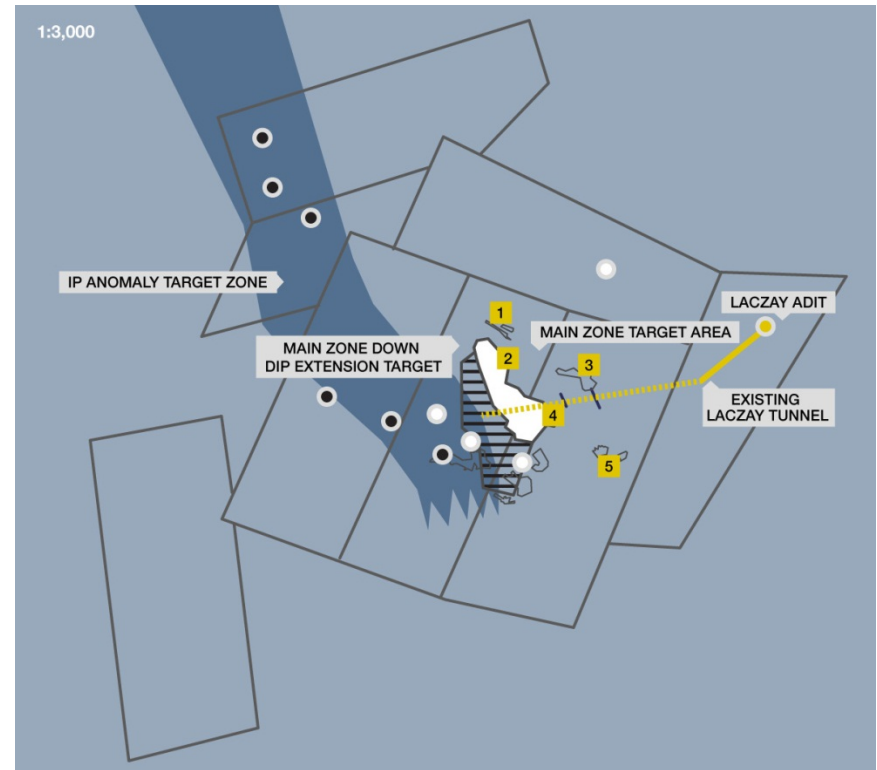 1:3,000
IP ANOMALY TARGET ZONE
MAIN ZONE DOWN
DIP EXTENSION TARGET
1
2
MAIN ZONE TARGET AREA
3
4
5
LACZAY ADIT
EXISTING
LACZAY TUNNEL